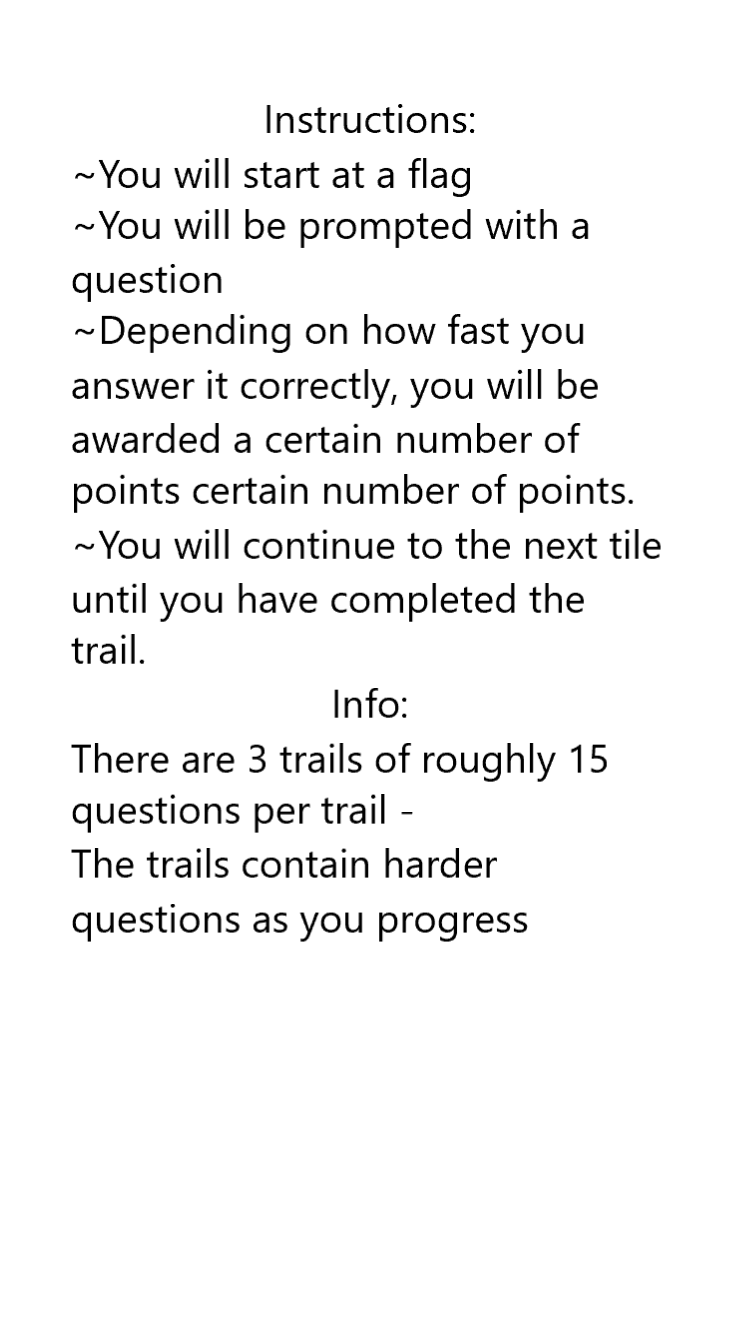 Instructions:
~You will start at a flag
~You will be prompted with a
question
~Depending on how fast you
answer it correctly, you will be
awarded a certain number of
points certain number of points.
~You will continue to the next tile
until you have completed the
trail.
Info:
There are 3 trails of roughly 15
questions per trail -
The trails contain harder
questions as you progress